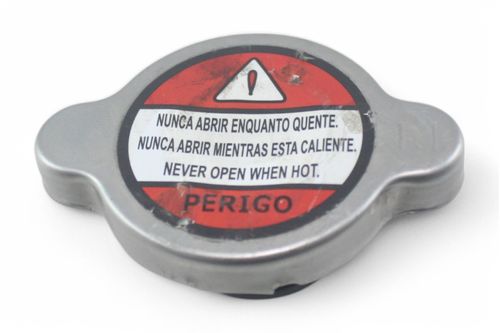 !
NUNCA ABRIR ENQUANTO QUENTE.
NUNCA ABRIR MIENTRAS ESTA CALIENTE.
NEVER OPEN WHEN HOT.
PERIGO